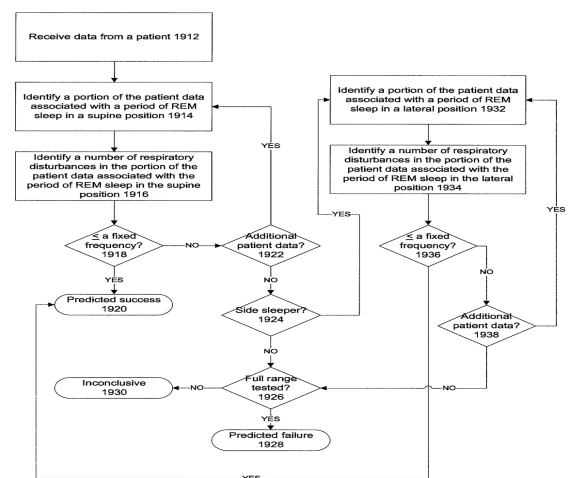 Receive data from a patient 1912
Identify a portion of the patient data
associated with a period of REM
sleep in a supine position 1914
Identify a number of respiratory
disturbances in the portion of the
patient data associated with the
period of REM sleep in the supine
position 1916
≤ a fixed
frequency?
1918
NO
YES
Predicted success
1920
Additional
patient data?
1922
YES
NO
Side sleeper?
1924
YES
NO
Full range
tested?
1926
NO
Inconclusive
1930
YES
Predicted failure
1928
Identify a portion of the patient data
associated with a period of REM
sleep in a lateral position 1932
Identify a number of respiratory
disturbances in the portion of the
patient data associated with the
period of REM sleep in the lateral
position 1934
≤ a fixed
frequency?
1936
NO
Additional
patient data?
1938
YES
NO
YES